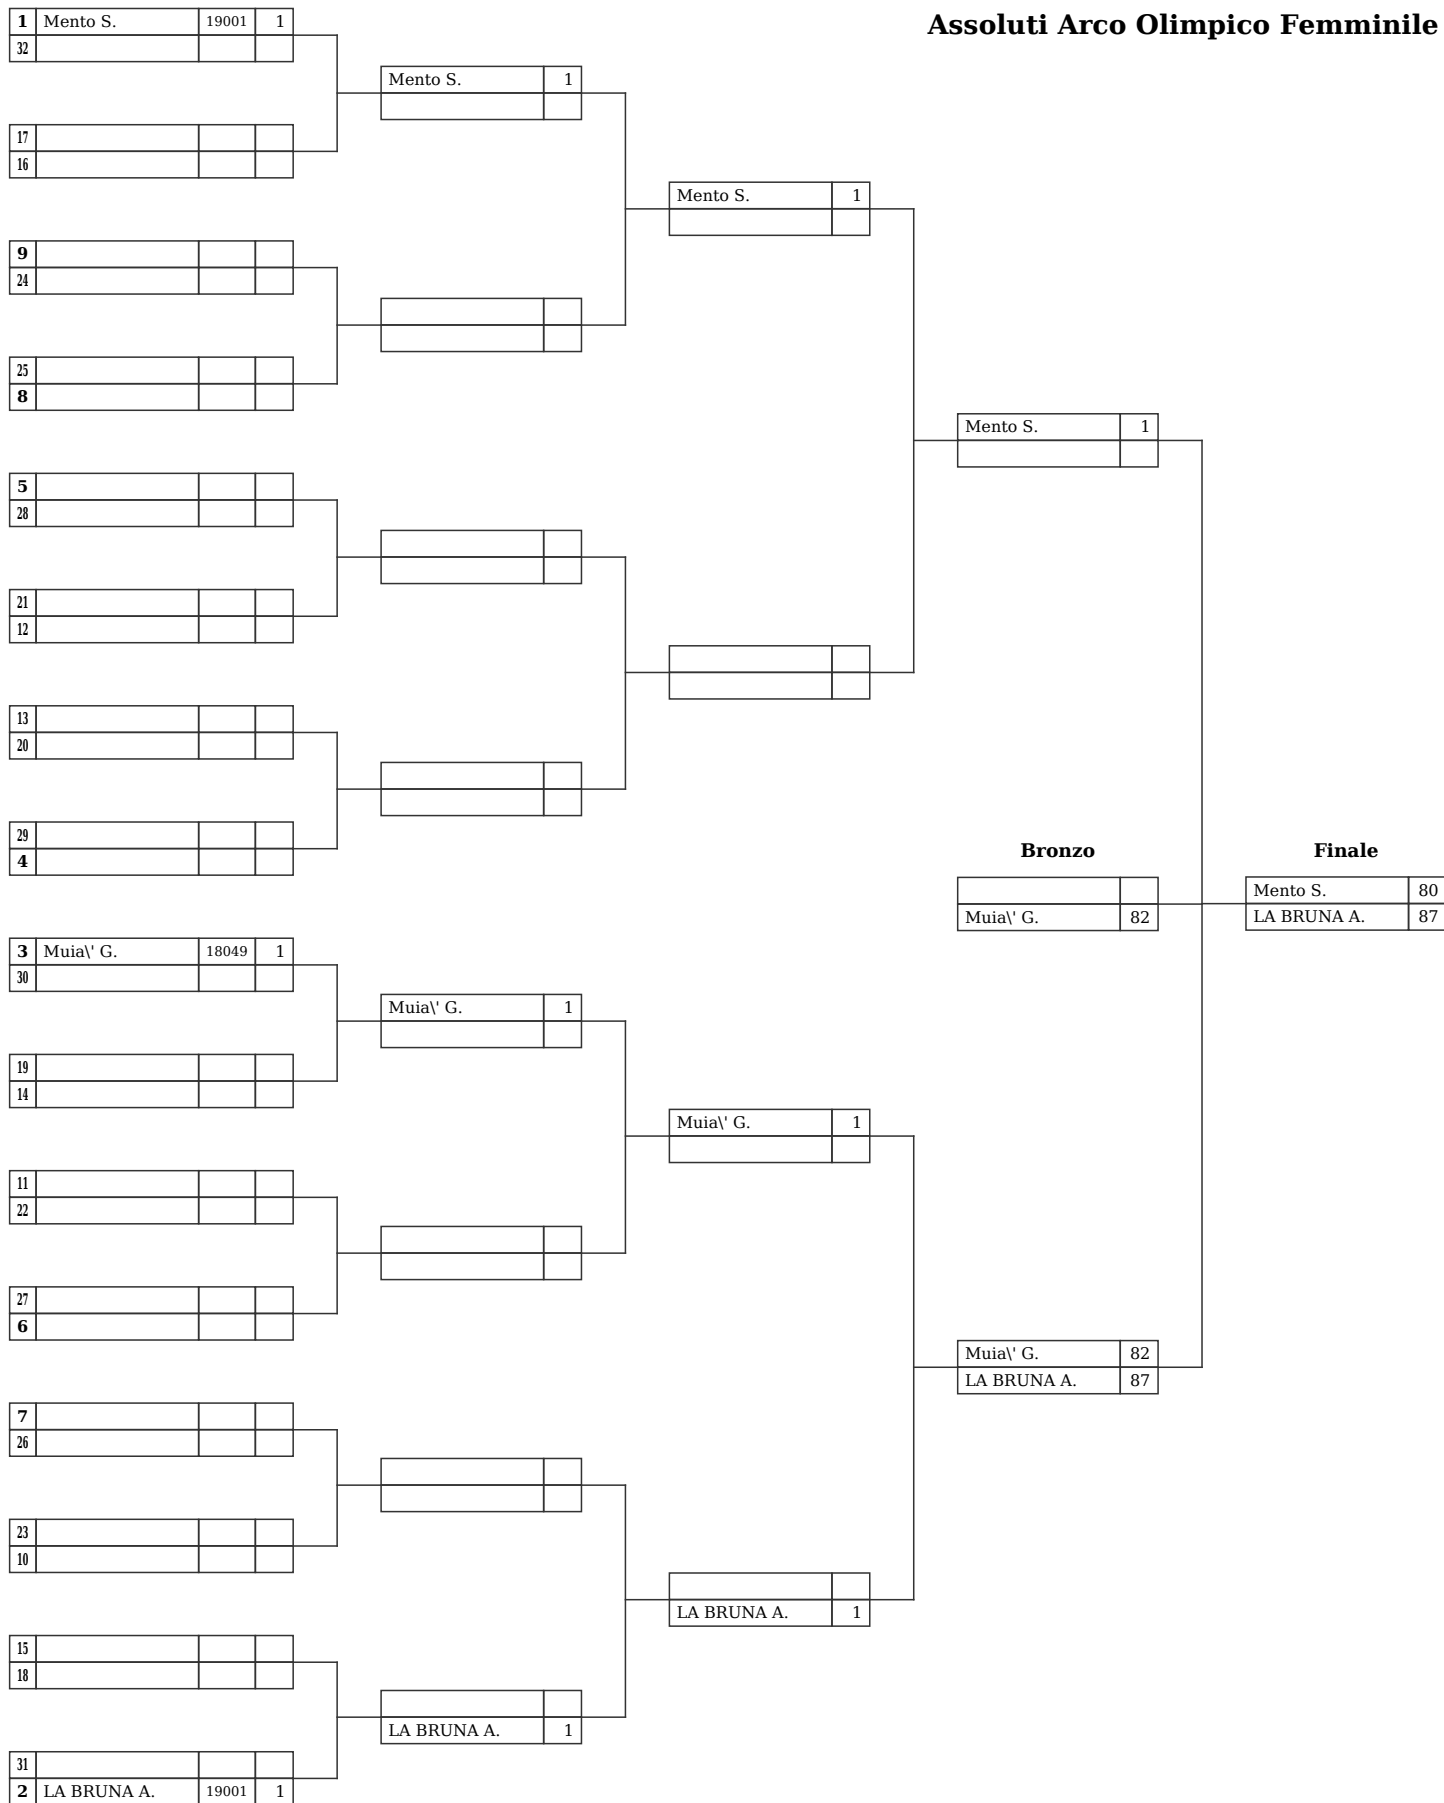 Assoluti Arco Olimpico Femminile
1 Mento S. 19001 1
32
Mento S. 1
17
16
Mento S. 1
9
24
25
8
Mento S. 1
5
28
21
12
13
20
29
4
Bronzo Finale
Mento S. 80
Muia\' G. 82 LA BRUNA A. 87
3 Muia\' G. 18049 1
30
Muia\' G. 1
19
14
Muia\' G. 1
11
22
27
6
Muia\' G. 82
LA BRUNA A. 87
7
26
23
10
LA BRUNA A. 1
15
18
LA BRUNA A. 1
31
2 LA BRUNA A. 19001 1